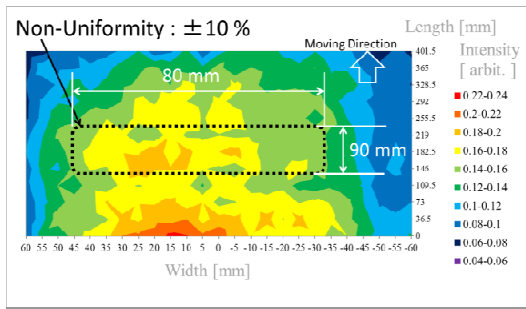 Non-Uniformity : ±10 %
Length [mm]
Moving Direction
Intensity
[ arbit. ]
80 mm
90 mm
401.5
365
328.5
292
255.5
219
182.5
146
109.5
73
36.5
0
0.22-0.24
0.2-0.22
0.18-0.2
0.16-0.18
0.14-0.16
0.12-0.14
0.1-0.12
0.08-0.1
0.06-0.08
0.04-0.06
60 55 50 45 40 35 30 25 20 15 10 5 0 -5 -10 -15 -20 -25 -30 -35 -40 -45 -50 -55 -60
Width [mm]